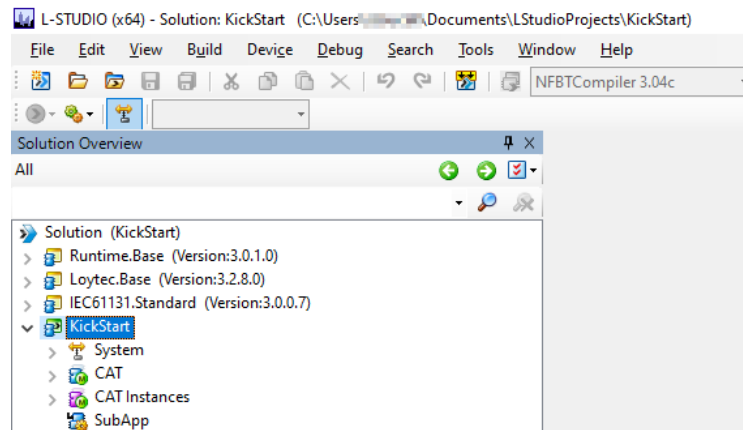 L-STUDIO (x64) - Solution: KickStart (C:\Users \Documents\LStudioProjects\KickStart)
File Edit View Build Device Debug Search Tools Window Help
NFBTCompiler 3.04c
Solution Overview
All
Solution (KickStart)
Runtime.Base (Version:3.0.1.0)
Loytec.Base (Version:3.2.8.0)
IEC61131.Standard (Version:3.0.0.7)
KickStart
System
CAT
CAT Instances
SubApp